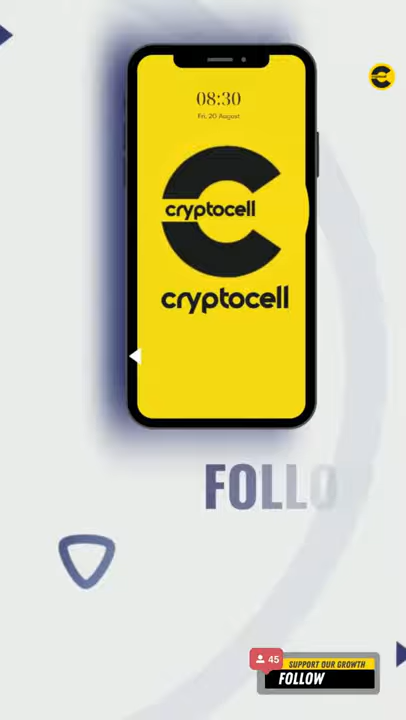 08:30
Fri, 20 August
cryptocell
cryptocell
FOLLO
45
SUPPORT OUR GROWTH
FOLLOW